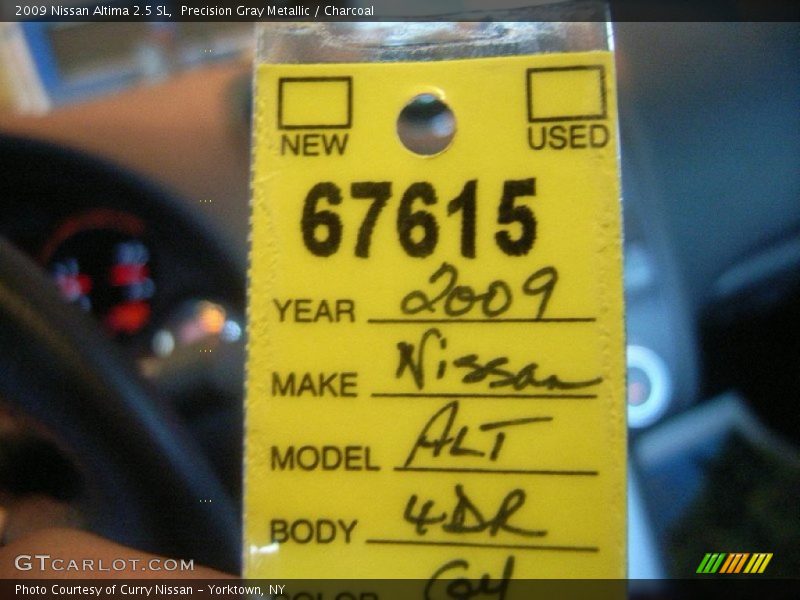 2009 Nissan Altima 2.5 SL, Precision Gray Metallic / Charcoal
NEW USED
67615
YEAR 2009
MAKE Nissan
MODEL ALT
BODY 4DR
COLOR
GTCARLOT.COM
Photo Courtesy of Curry Nissan - Yorktown, NY